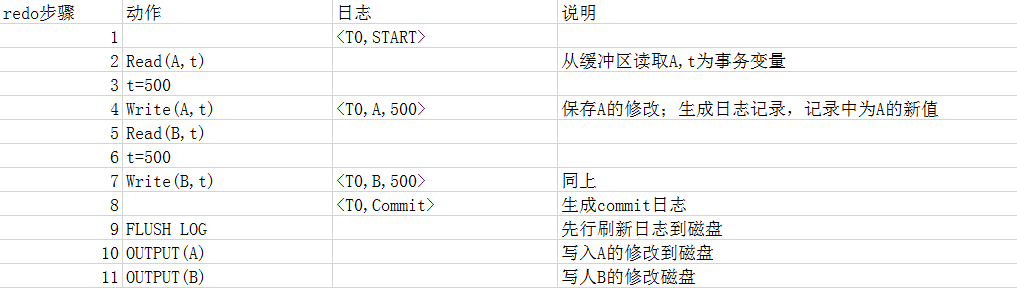 redo步骤 动作 日志 说明
1 <T0,START>
2 Read(A,t) 从缓冲区读取A,t为事务变量
3 t=500
4 Write(A,t) <T0,A,500> 保存A的修改；生成日志记录，记录中为A的新值
5 Read(B,t)
6 t=500
7 Write(B,t) <T0,B,500> 同上
8 <T0,Commit> 生成commit日志
9 FLUSH LOG 先行刷新日志到磁盘
10 OUTPUT(A) 写入A的修改到磁盘
11 OUTPUT(B) 写人B的修改磁盘